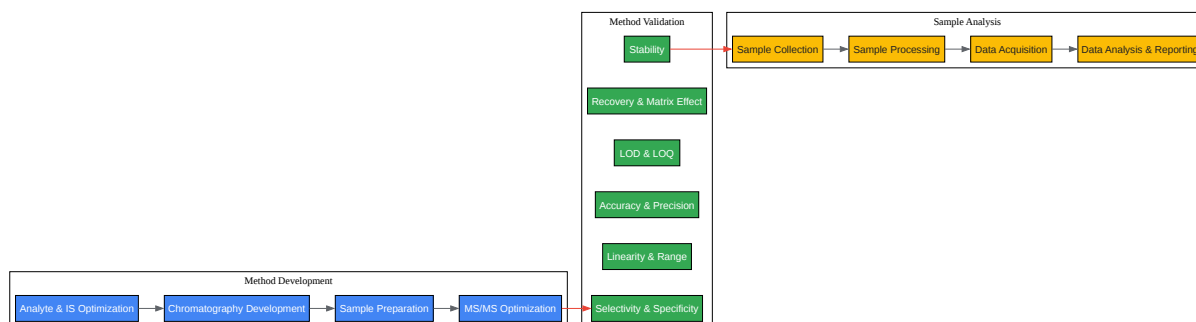 Method Validation
Stability
Recovery & Matrix Effect
LOD & LOQ
Accuracy & Precision
Linearity & Range
Selectivity & Specificity
Sample Analysis
Sample Collection
Sample Processing
Data Acquisition
Data Analysis & Reporting
Method Development
Analyte & IS Optimization
Chromatography Development
Sample Preparation
MS/MS Optimization